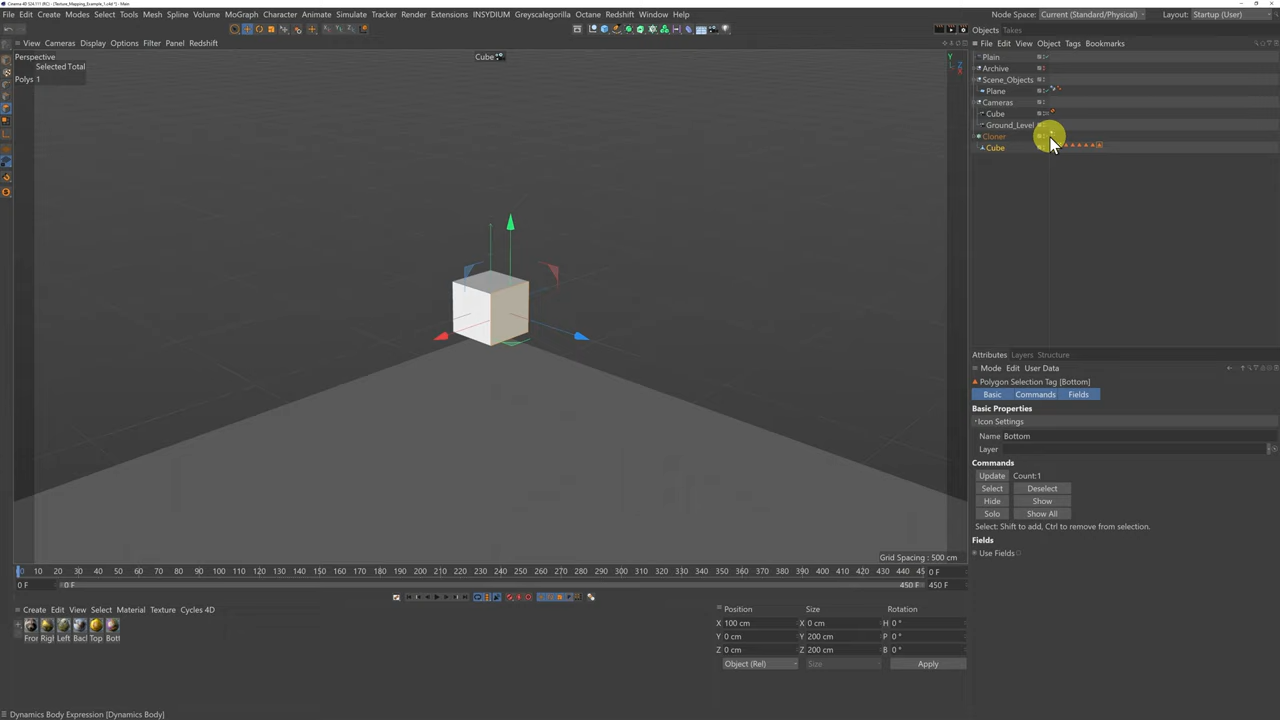 Cinema 4D S24.111 (RC) - [Texture_Mapping_Example_1.c4d *] - Main
File Edit Create Modes Select Tools Mesh Spline Volume MoGraph Character Animate Simulate Tracker Render Extensions INSYDIUM Greyscalegorilla Octane Redshift Window Help
Node Space: Current (Standard/Physical) Layout: Startup (User)
View Cameras Display Options Filter Panel Redshift
Objects Takes
File Edit View Object Tags Bookmarks
Perspective
Cube
Selected Total
Polys 1
Plain
Archive
Scene_Objects
Plane
Cameras
Cube
Ground_Level
Cloner
Cube
Y
Z
X
Attributes Layers Structure
Mode Edit User Data
Polygon Selection Tag [Bottom]
Basic Commands Fields
Basic Properties
Icon Settings
Name Bottom
Layer
Commands
Update Count:1
Select Deselect
Hide Show
Solo Show All
Select: Shift to add, Ctrl to remove from selection.
Fields
Use Fields
Grid Spacing : 500 cm
0 10 20 30 40 50 60 70 80 90 100 110 120 130 140 150 160 170 180 190 200 210 220 230 240 250 260 270 280 290 300 310 320 330 340 350 360 370 380 390 400 410 420 430 440 45 0 F
0 F 0 F 450 F 450 F
Create Edit View Select Material Texture Cycles 4D
Fror Righ Left Bacl Top Bott
Position Size Rotation
X 100 cm X 0 cm H 0 °
Y 0 cm Y 200 cm P 0 °
Z 0 cm Z 200 cm B 0 °
Object (Rel) Size Apply
Dynamics Body Expression [Dynamics Body]